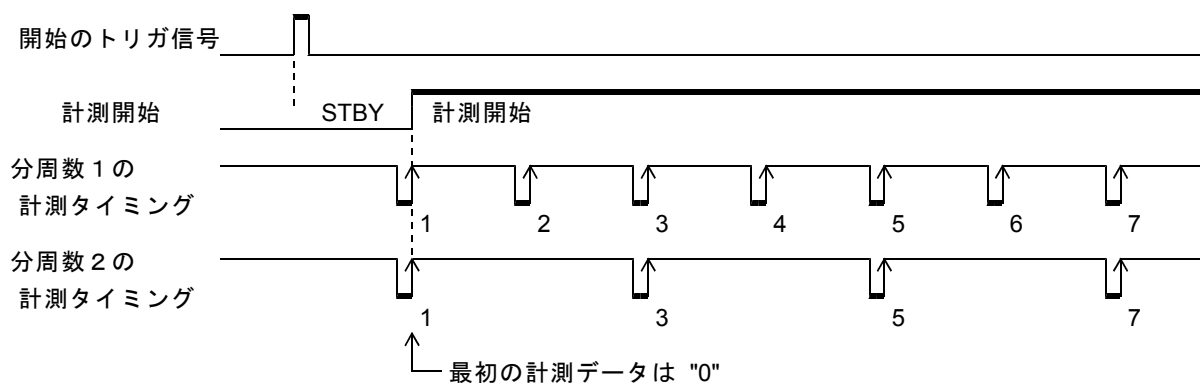 開始のトリガ信号
計測開始 STBY 計測開始
分周数１の
計測タイミング
1 2 3 4 5 6 7
分周数２の
計測タイミング
1 3 5 7
最初の計測データは "0"